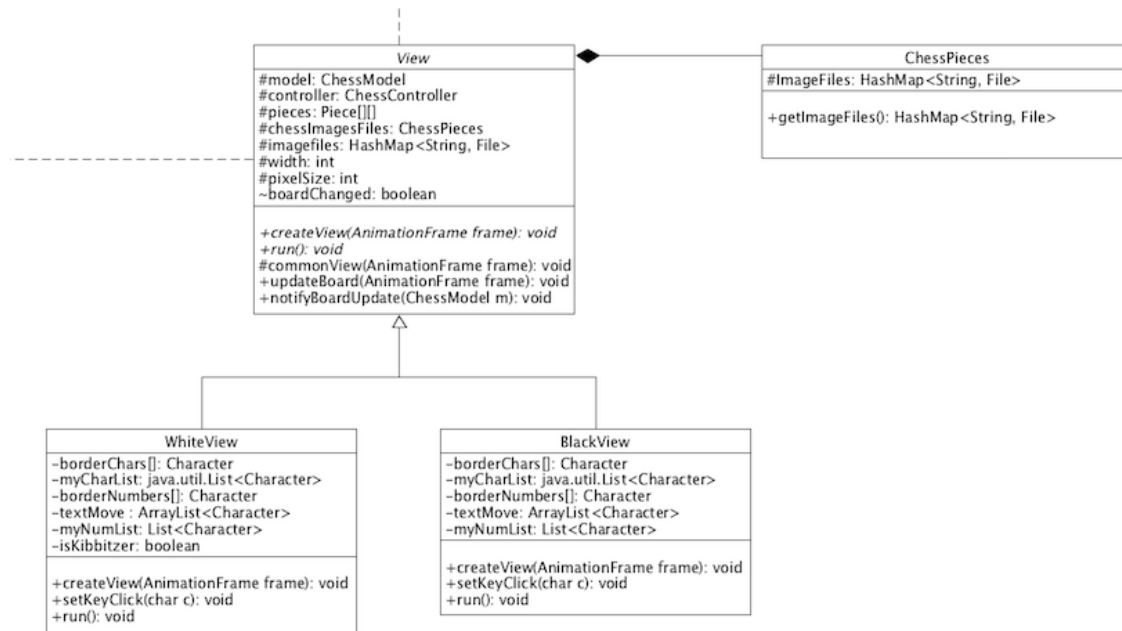 View
#model: ChessModel
#controller: ChessController
#pieces: Piece[][]
#chessImagesFiles: ChessPieces
#imagefiles: HashMap<String, File>
#width: int
#pixelSize: int
~boardChanged: boolean
+createView(AnimationFrame frame): void
+run(): void
#commonView(AnimationFrame frame): void
+updateBoard(AnimationFrame frame): void
+notifyBoardUpdate(ChessModel m): void
ChessPieces
#ImageFiles: HashMap<String, File>
+getImageFiles(): HashMap<String, File>
WhiteView
-borderChars[]: Character
-myCharList: java.util.List<Character>
-borderNumbers[]: Character
-textMove : ArrayList<Character>
-myNumList: List<Character>
-isKibbitzer: boolean
+createView(AnimationFrame frame): void
+setKeyClick(char c): void
+run(): void
BlackView
-borderChars[]: Character
-myCharList: java.util.List<Character>
-borderNumbers[]: Character
-textMove: ArrayList<Character>
-myNumList: List<Character>
+createView(AnimationFrame frame): void
+setKeyClick(char c): void
+run(): void